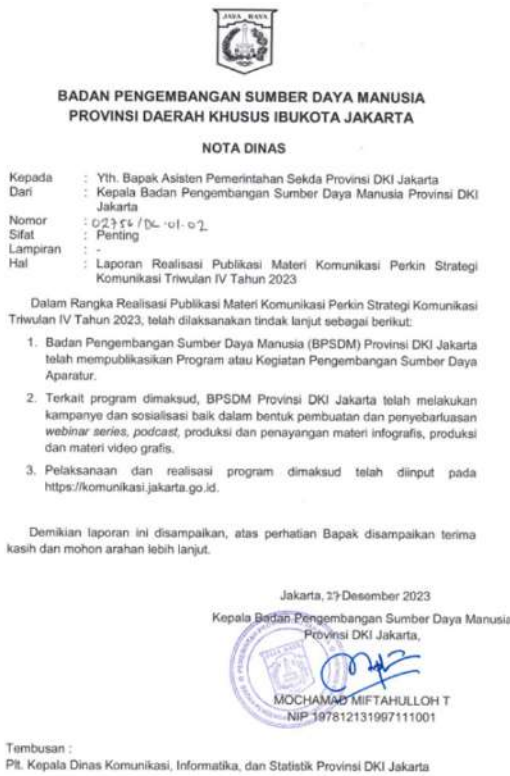 JAYA RAYA
BADAN PENGEMBANGAN SUMBER DAYA MANUSIA
PROVINSI DAERAH KHUSUS IBUKOTA JAKARTA
NOTA DINAS
Kepada : Yth. Bapak Asisten Pemerintahan Sekda Provinsi DKI Jakarta
Dari : Kepala Badan Pengembangan Sumber Daya Manusia Provinsi DKI
Jakarta
Nomor : 02756/DL.01.02
Sifat : Penting
Lampiran : -
Hal : Laporan Realisasi Publikasi Materi Komunikasi Perkin Strategi
Komunikasi Triwulan IV Tahun 2023
Dalam Rangka Realisasi Publikasi Materi Komunikasi Perkin Strategi Komunikasi
Triwulan IV Tahun 2023, telah dilaksanakan tindak lanjut sebagai berikut:
1. Badan Pengembangan Sumber Daya Manusia (BPSDM) Provinsi DKI Jakarta
telah mempublikasikan Program atau Kegiatan Pengembangan Sumber Daya
Aparatur.
2. Terkait program dimaksud, BPSDM Provinsi DKI Jakarta telah melakukan
kampanye dan sosialisasi baik dalam bentuk pembuatan dan penyebarluasan
webinar series, podcast, produksi dan penayangan materi infografis, produksi
dan materi video grafis.
3. Pelaksanaan dan realisasi program dimaksud telah diinput pada
https://komunikasi.jakarta.go.id.
Demikian laporan ini disampaikan, atas perhatian Bapak disampaikan terima
kasih dan mohon arahan lebih lanjut.
Jakarta, 27 Desember 2023
Kepala Badan Pengembangan Sumber Daya Manusia
Provinsi DKI Jakarta,
MOCHAMAD MIFTAHULLOH T
NIP 197812131997111001
Tembusan :
Plt. Kepala Dinas Komunikasi, Informatika, dan Statistik Provinsi DKI Jakarta